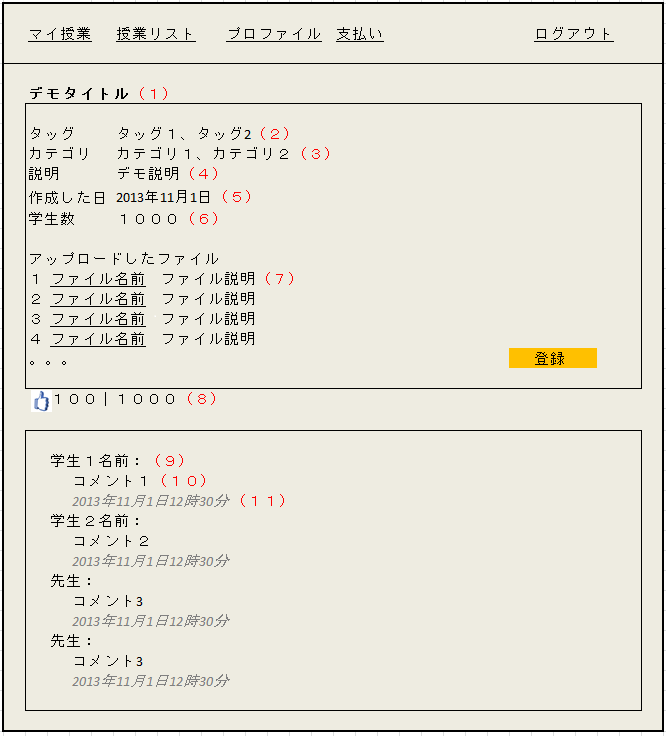 マイ授業 授業リスト プロファイル 支払い ログアウト
デモタイトル（１）
タッグ タッグ１、タッグ2（２）
カテゴリ カテゴリ１、カテゴリ２（３）
説明 デモ説明（４）
作成した日 2013年11月1日（５）
学生数 １０００（６）
アップロードしたファイル
１ ファイル名前 ファイル説明（７）
２ ファイル名前 ファイル説明
３ ファイル名前 ファイル説明
４ ファイル名前 ファイル説明
。。。 登録
１００｜１０００（８）
学生１名前：（９）
コメント１（１０）
2013年11月1日12時30分（１１）
学生２名前：
コメント２
2013年11月1日12時30分
先生：
コメント3
2013年11月1日12時30分
先生：
コメント3
2013年11月1日12時30分